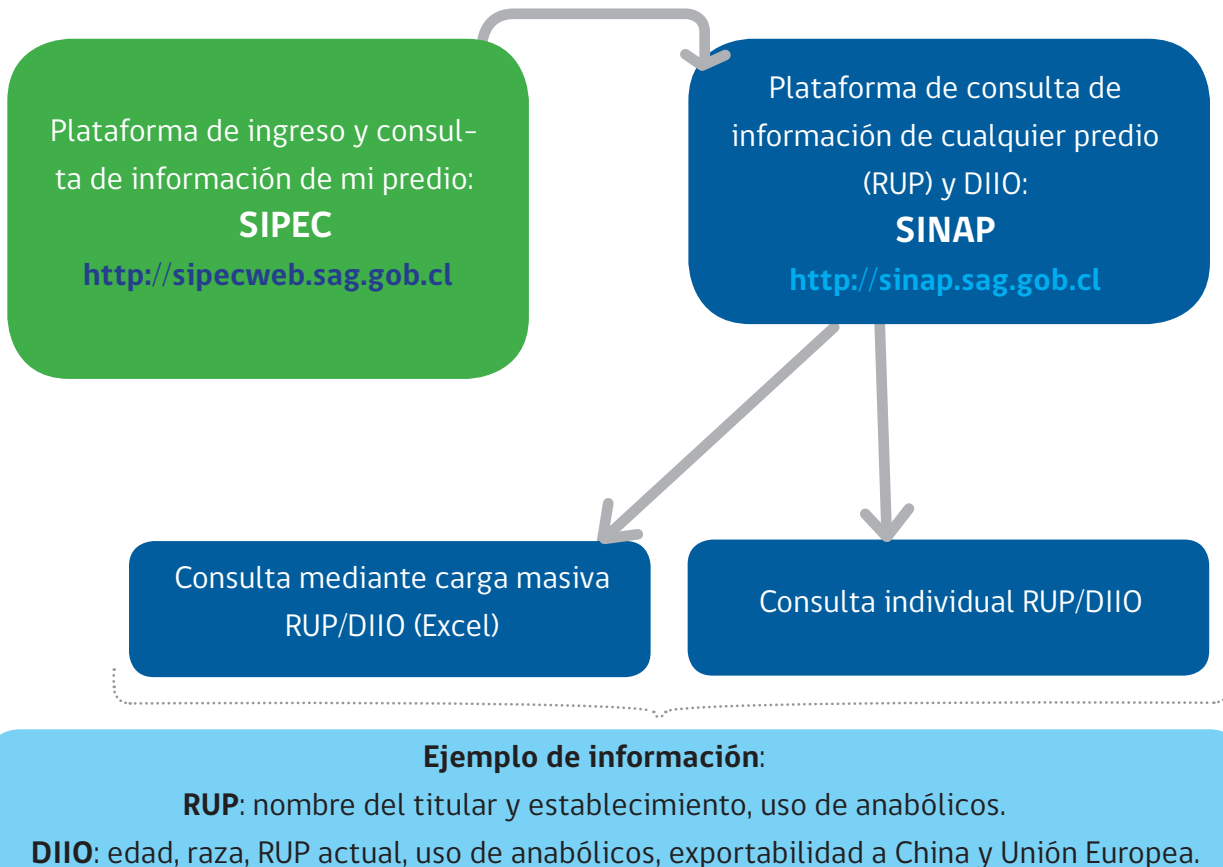 Plataforma de ingreso y consul-
ta de información de mi predio:
SIPEC
http://sipecweb.sag.gob.cl
Plataforma de consulta de
información de cualquier predio
(RUP) y DIIO:
SINAP
http://sinap.sag.gob.cl
Consulta mediante carga masiva
RUP/DIIO (Excel)
Consulta individual RUP/DIIO
Ejemplo de información:
RUP: nombre del titular y establecimiento, uso de anabólicos.
DIIO: edad, raza, RUP actual, uso de anabólicos, exportabilidad a China y Unión Europea.